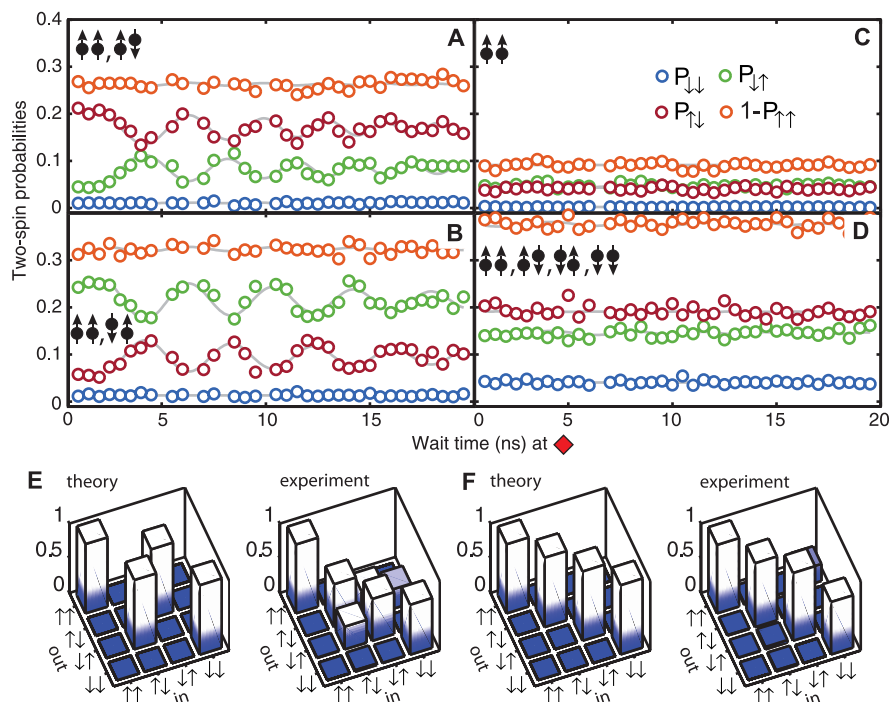 0.4
A
C
↑↑, ↑↓
↑↑
P↓↓ P↓↑
P↑↓ 1-P↑↑
0.3
0.2
0.1
0
Two-spin probabilities
B
D
↑↑, ↓↑
↑↑, ↑↓, ↓↑, ↓↓
0.3
0.2
0.1
0
0 5 10 15 0 5 10 15 20
Wait time (ns) at
E theory experiment F theory experiment
1 1 1 1
0.5 0.5 0.5 0.5
0 0 0 0
↑↑ ↑↑ ↑↑ ↑↑
↑↓ ↑↓ ↑↓ ↑↓
↓↑ ↓↑ ↓↑ ↓↑
↓↓ ↓↓ ↓↓ ↓↓
out out out out
↑↑ ↑↓ ↓↑ ↓↓ ↑↑ ↑↓ ↓↑ ↓↓ ↑↑ ↑↓ ↓↑ ↓↓ ↑↑ ↑↓ ↓↑ ↓↓
in in in in